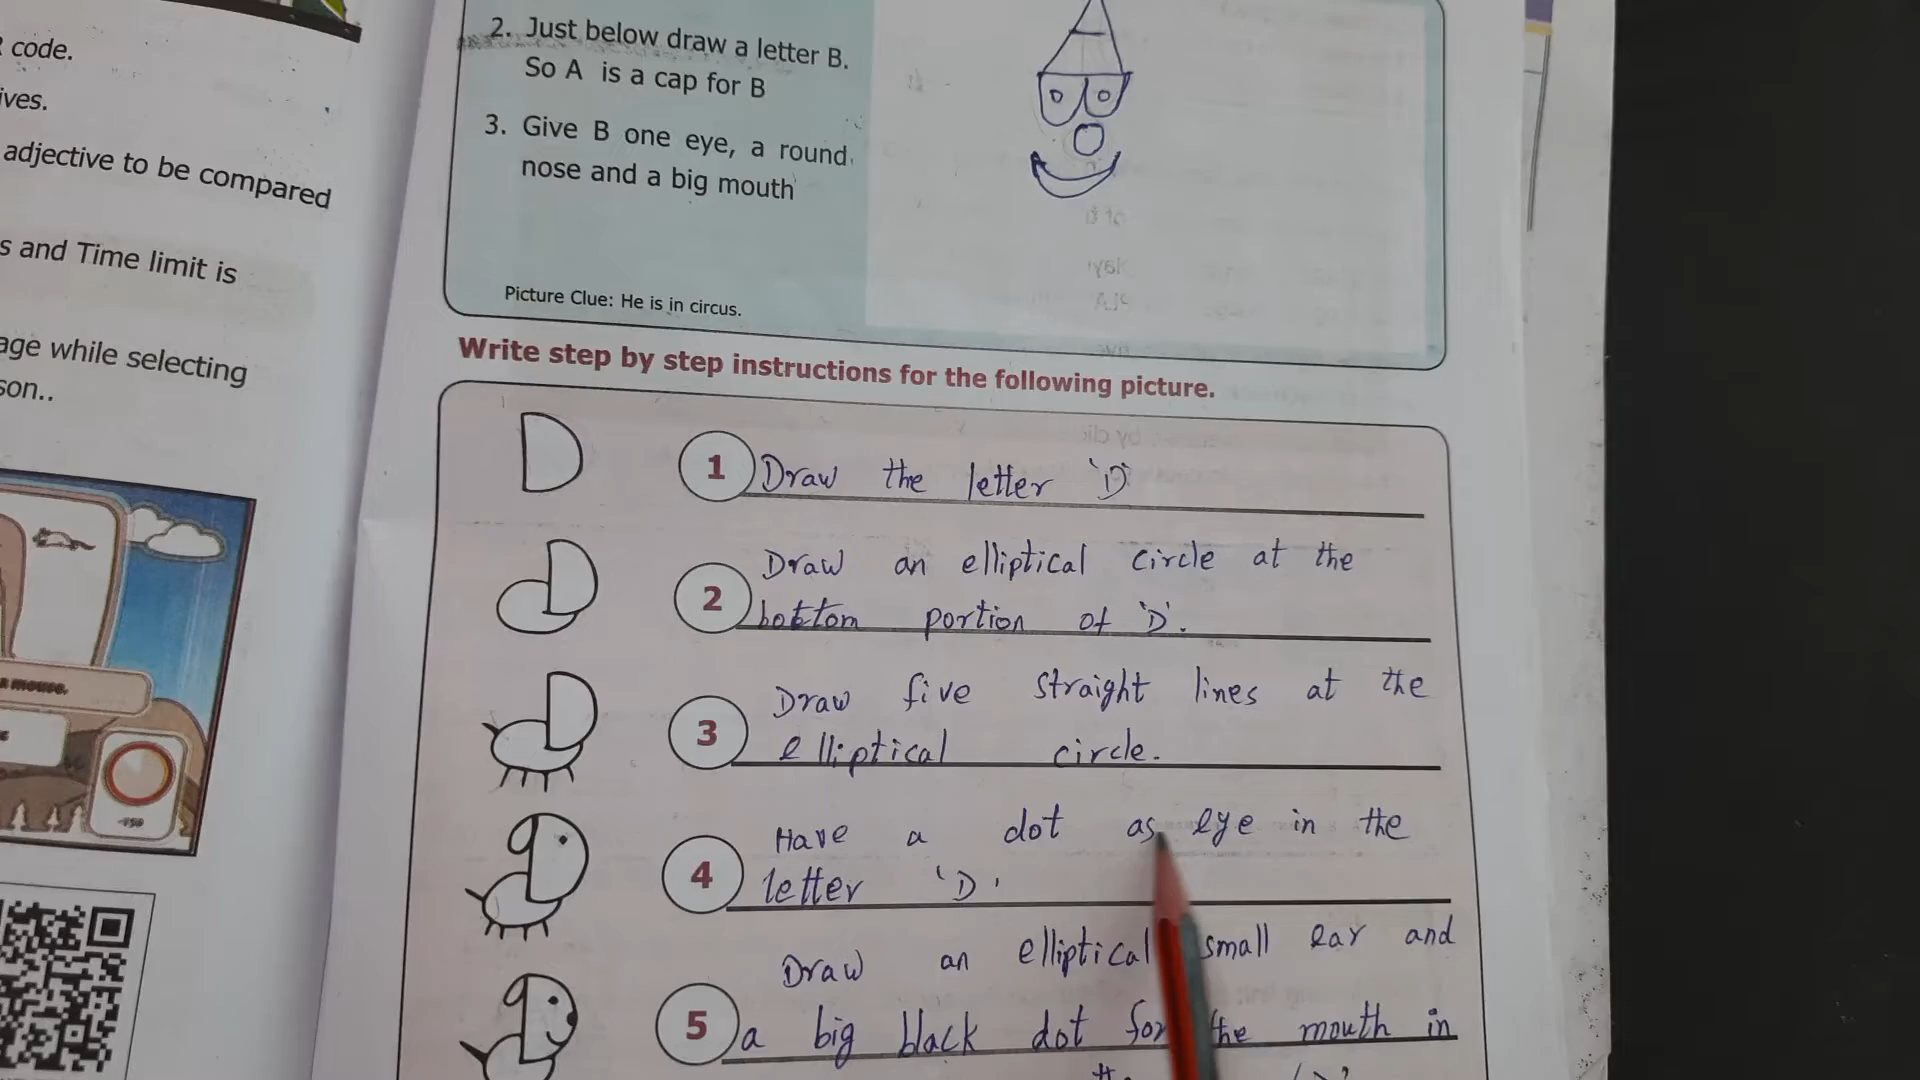 code.
ives.
adjective to be compared
s and Time limit is
age while selecting
son..
a mouse.
2. Just below draw a letter B.
So A is a cap for B
3. Give B one eye, a round
nose and a big mouth
Picture Clue: He is in circus.
Write step by step instructions for the following picture.
1 Draw the letter 'D'
2 Draw an elliptical circle at the
bottom portion of 'D'.
3 Draw five straight lines at the
elliptical circle.
4 Have a dot as eye in the
letter 'D'
5 Draw an elliptical small ear and
a big black dot for the mouth in